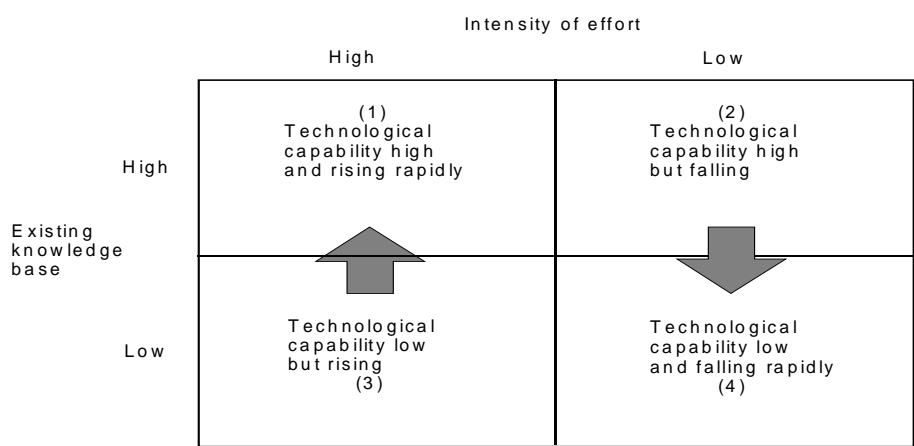 Intensity of effort
High
Low
(1)
Technological
capability high
and rising rapidly
(2)
Technological
capability high
but falling
High
Existing
knowledge
base
Technological
capability low
but rising
(3)
Technological
capability low
and falling rapidly
(4)
Low